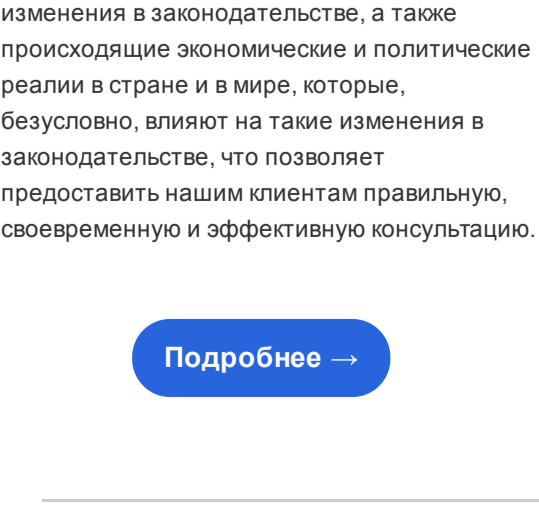 изменения в законодательстве, а также
происходящие экономические и политические
реалии в стране и в мире, которые,
безусловно, влияют на такие изменения в
законодательстве, что позволяет
предоставить нашим клиентам правильную,
своевременную и эффективную консультацию.
Подробнее →